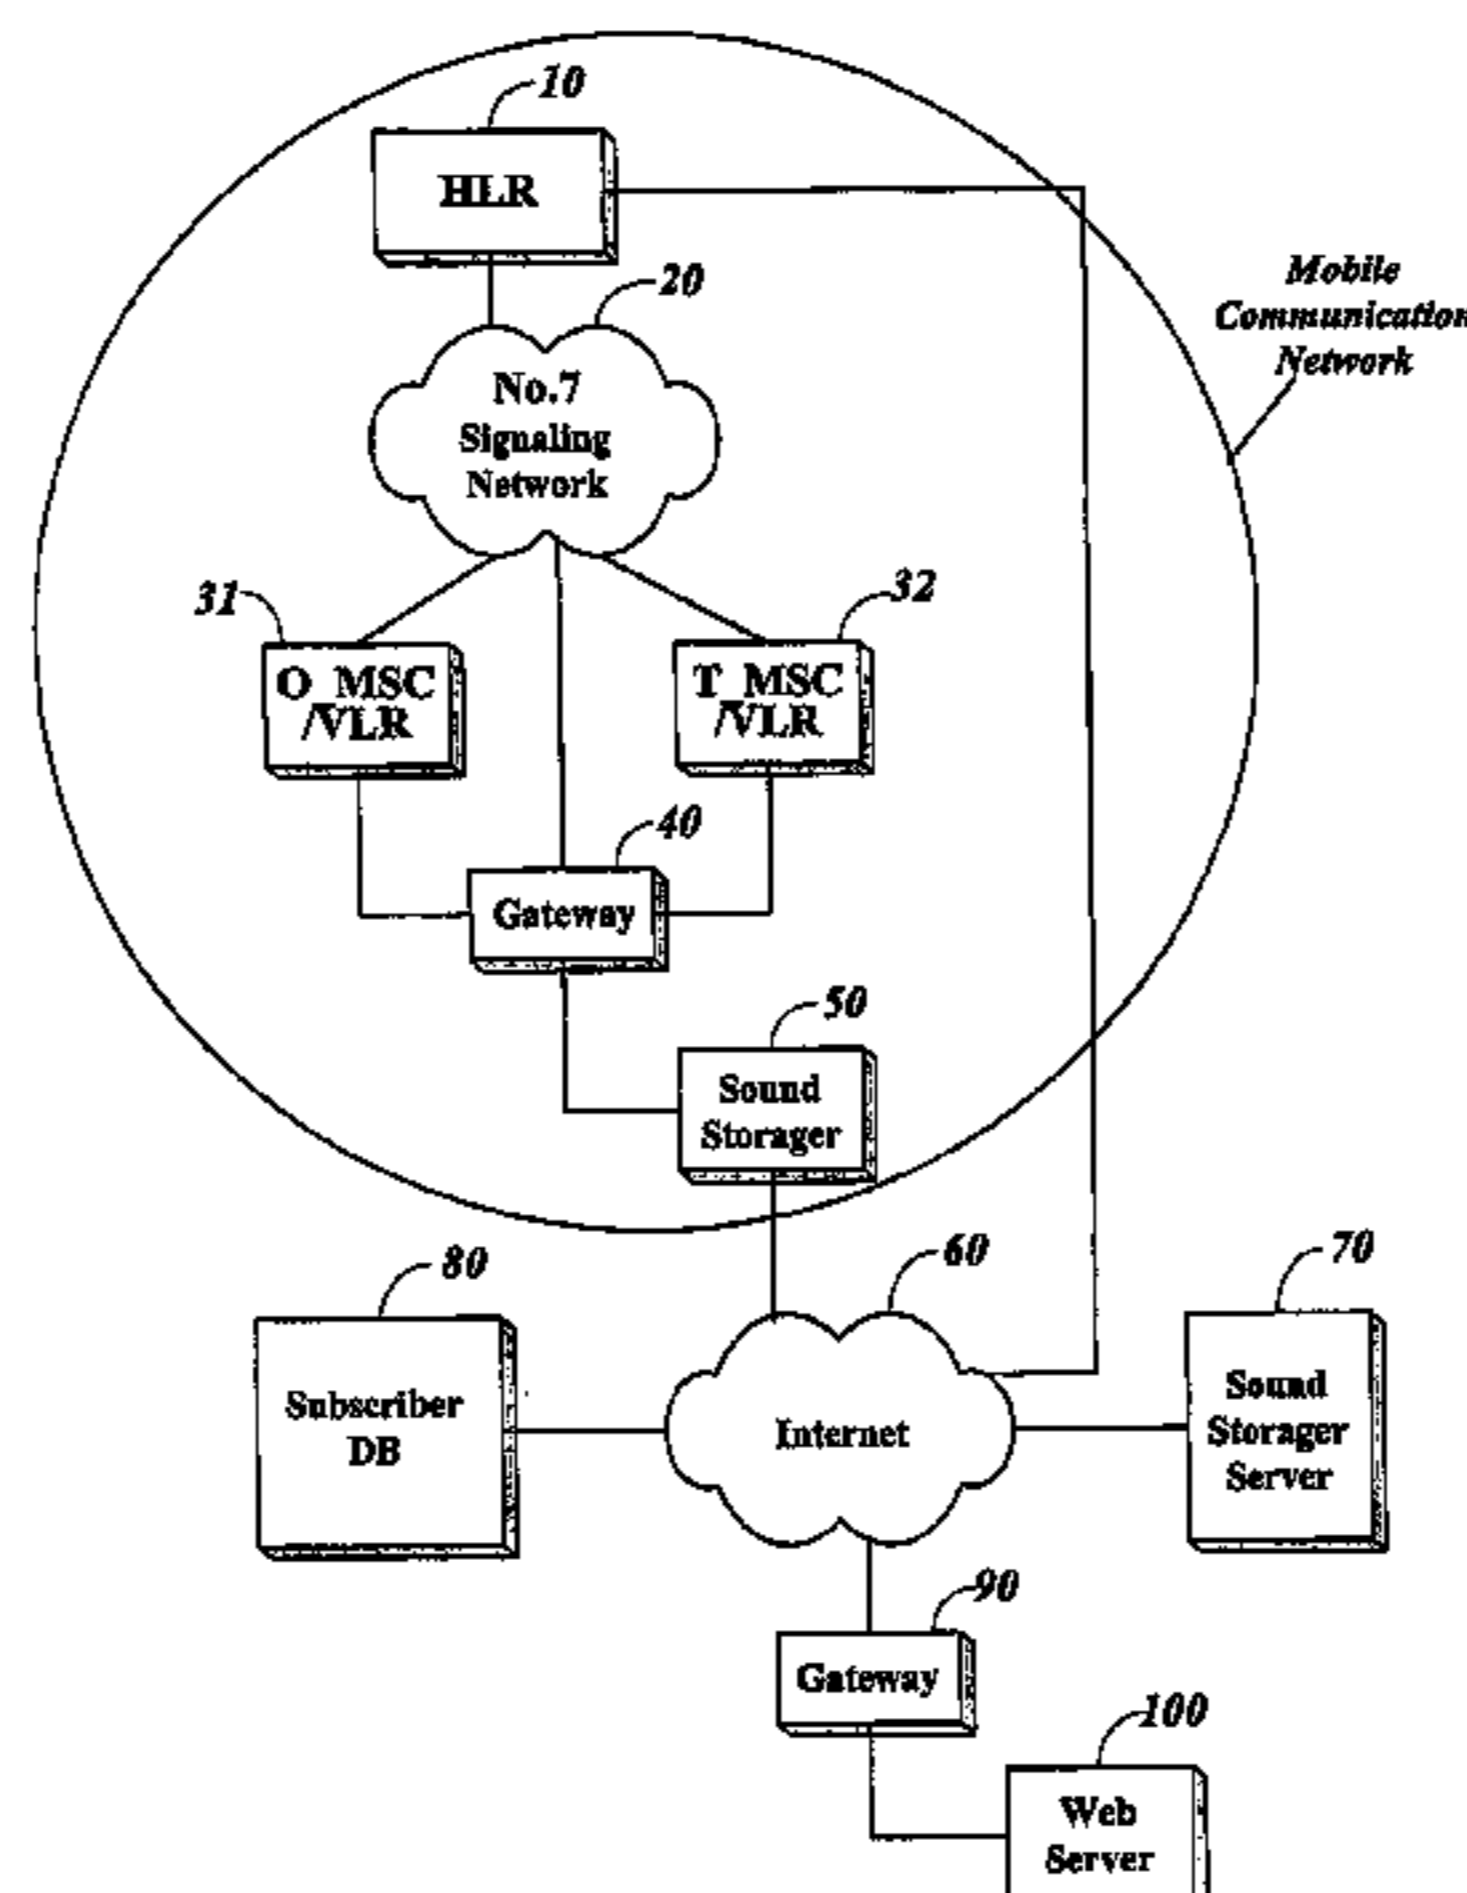 10
HLR
Mobile
Communication
Network
20
No.7
Signaling
Network
31
32
O_MSC
/VLR
T_MSC
/VLR
40
Gateway
50
Sound
Storager
80
60
70
Subscriber
DB
Internet
Sound
Storager
Server
90
Gateway
100
Web
Server